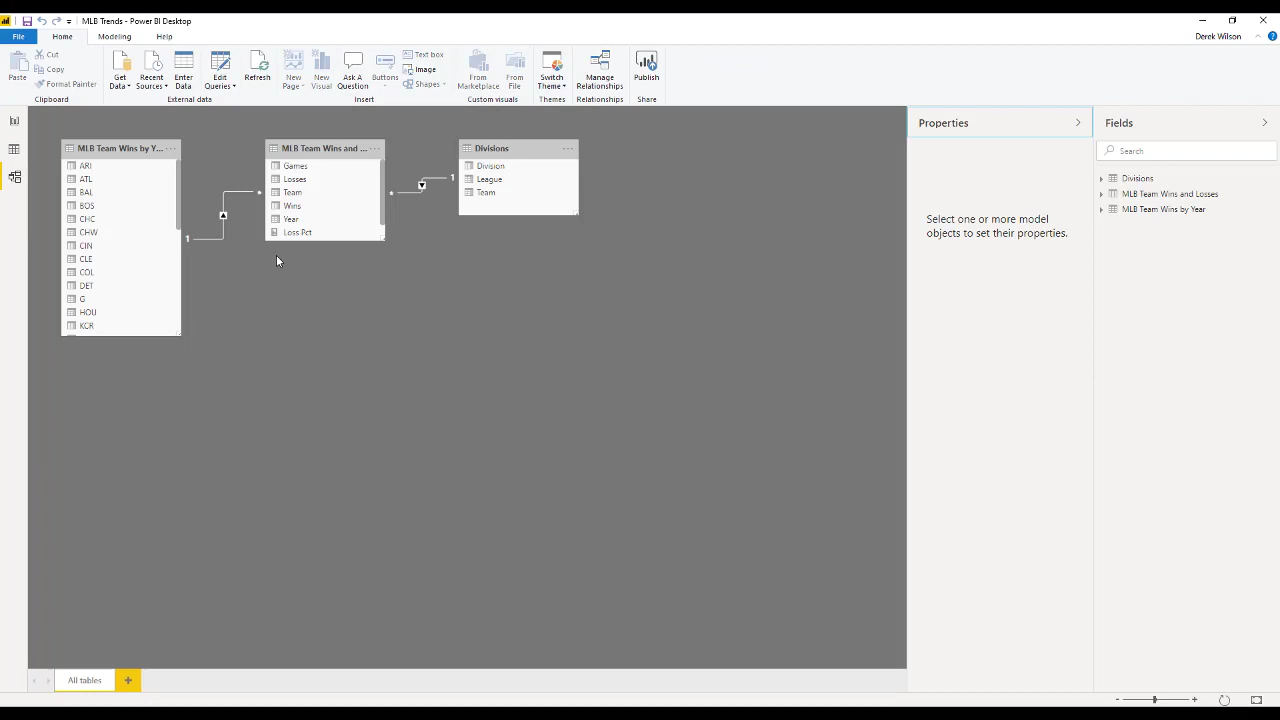 MLB Trends - Power BI Desktop
File Home Modeling Help Derek Wilson
Paste Cut Copy Format Painter
Clipboard
Get Data Recent Sources Enter Data Edit Queries Refresh
External data
New Page New Visual Ask A Question Buttons Text box Image Shapes
Insert
From Marketplace From File
Custom visuals
Switch Theme
Themes
Manage Relationships
Relationships
Publish
Share
MLB Team Wins by Y...
ARI
ATL
BAL
BOS
CHC
CHW
CIN
CLE
COL
DET
G
HOU
KCR
1
*
MLB Team Wins and ...
Games
Losses
Team
Wins
Year
Loss Pct
*
1
Divisions
Division
League
Team
Properties
Select one or more model
objects to set their properties.
Fields
Search
Divisions
MLB Team Wins and Losses
MLB Team Wins by Year
All tables